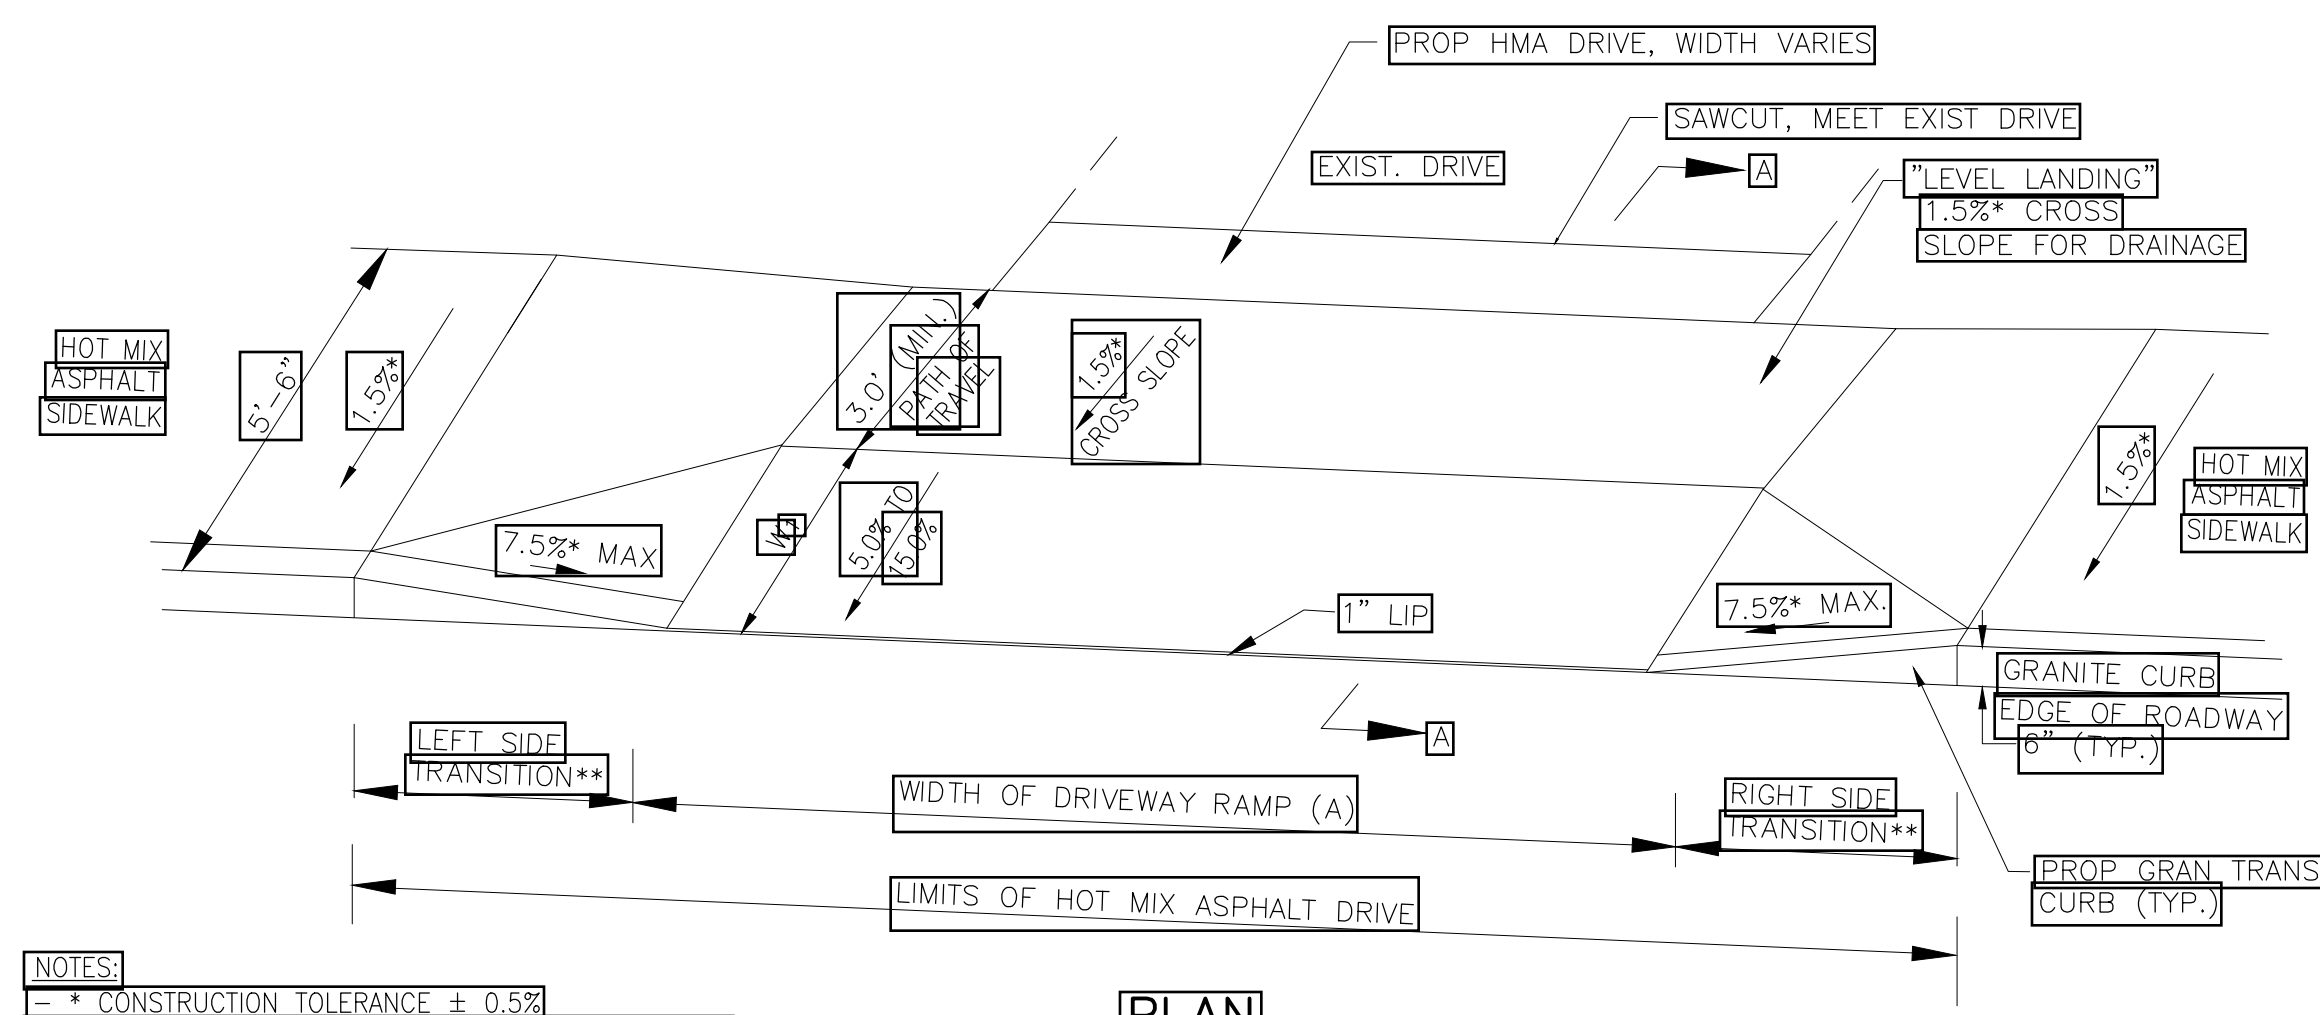 PROP HMA DRIVE, WIDTH VARIES
SAWCUT, MEET EXIST DRIVE
EXIST. DRIVE
A
"LEVEL LANDING"
1.5%* CROSS
SLOPE FOR DRAINAGE
HOT MIX
ASPHALT
SIDEWALK
5'-6"
1.5%*
3.0' (MIN.)
PATH OF
TRAVEL
1.5%*
CROSS SLOPE
1.5%*
HOT MIX
ASPHALT
SIDEWALK
7.5%* MAX
W1
5.0% TO
15.0%
1" LIP
7.5%* MAX.
GRANITE CURB
EDGE OF ROADWAY
6" (TYP.)
A
LEFT SIDE
TRANSITION**
WIDTH OF DRIVEWAY RAMP (A)
RIGHT SIDE
TRANSITION**
LIMITS OF HOT MIX ASPHALT DRIVE
PROP GRAN TRANS
CURB (TYP.)
NOTES:
- * CONSTRUCTION TOLERANCE ± 0.5%
PLAN